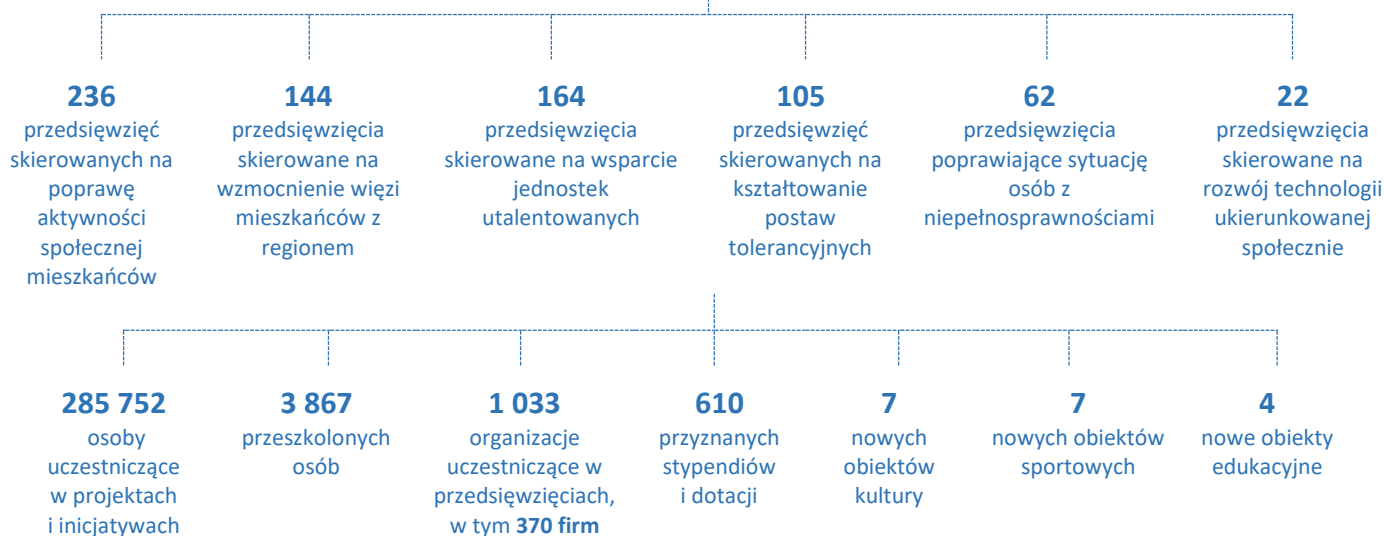 236
przedsięwzięć
skierowanych na
poprawę
aktywności
społecznej
mieszkańców
144
przedsięwzięcia
skierowane na
wzmocnienie więzi
mieszkańców z
regionem
164
przedsięwzięcia
skierowane na wsparcie
jednostek
utalentowanych
105
przedsięwzięć
skierowanych na
kształtowanie
postaw
tolerancyjnych
62
przedsięwzięcia
poprawiające sytuację
osób z
niepełnosprawnościami
22
przedsięwzięcia
skierowane na
rozwój technologii
ukierunkowanej
społecznie
285 752
osoby
uczestniczące
w projektach
i inicjatywach
3 867
przeszkolonych
osób
1 033
organizacje
uczestniczące w
przedsięwzięciach,
w tym 370 firm
610
przyznanych
stypendiów
i dotacji
7
nowych
obiektów
kultury
7
nowych obiektów
sportowych
4
nowe obiekty
edukacyjne